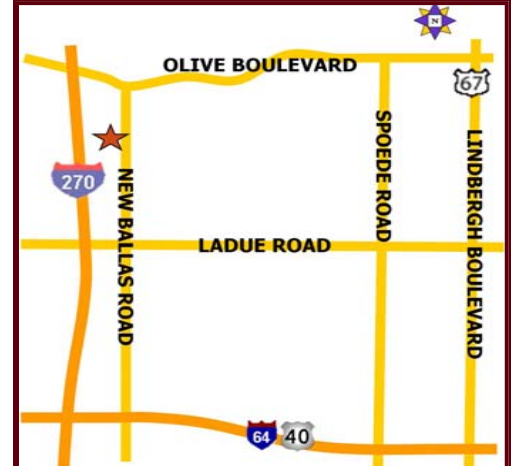 N
OLIVE BOULEVARD
67
SPOEDE ROAD
LINDBERGH BOULEVARD
270
NEW BALLAS ROAD
LADUE ROAD
64
40